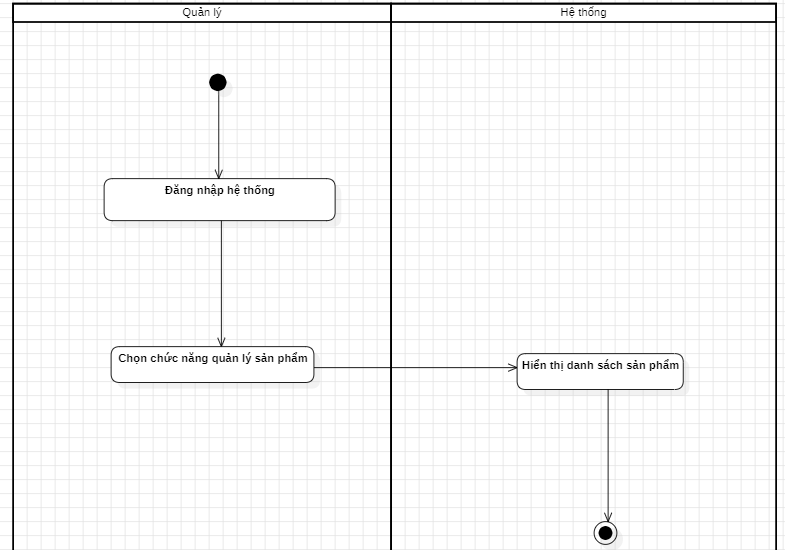 Quản lý
Hệ thống
Đăng nhập hệ thống
Chọn chức năng quản lý sản phẩm
Hiển thị danh sách sản phẩm